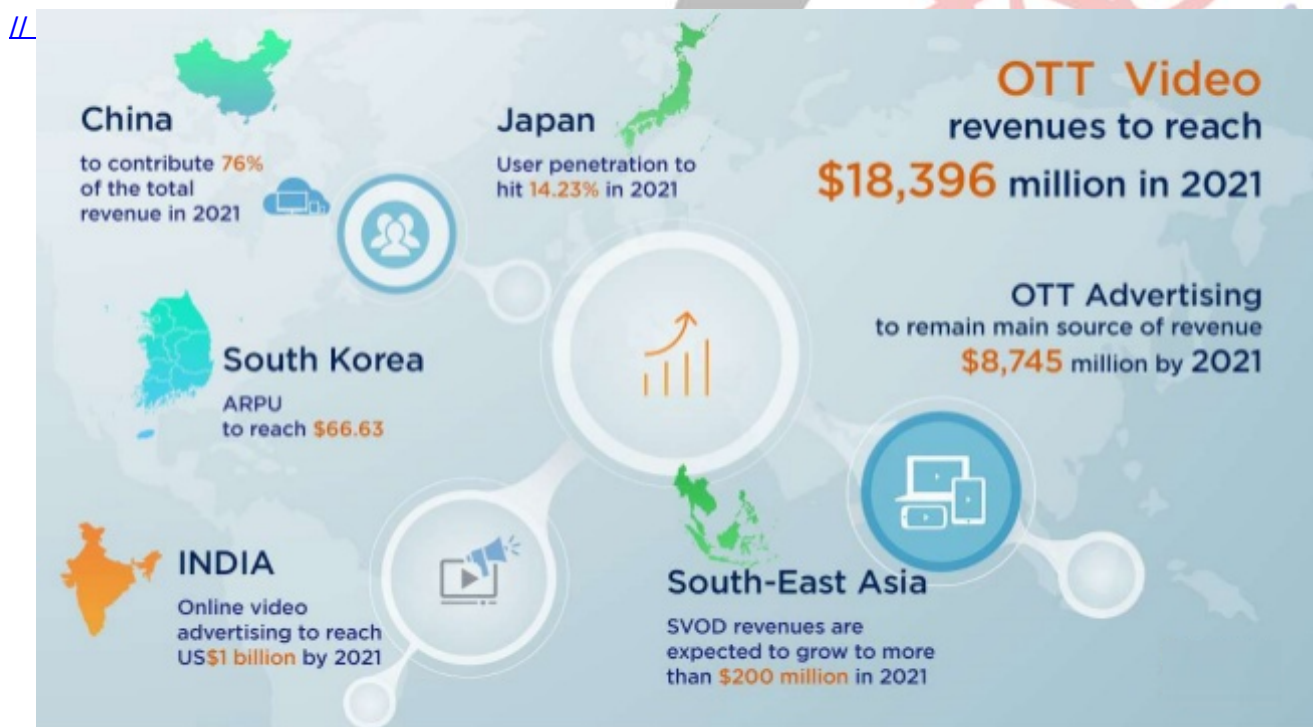 //
China
to contribute 76%
of the total
revenue in 2021
Japan
User penetration to
hit 14.23% in 2021
OTT Video
revenues to reach
$18,396 million in 2021
OTT Advertising
to remain main source of revenue
$8,745 million by 2021
South Korea
ARPU
to reach $66.63
INDIA
Online video
advertising to reach
US$1 billion by 2021
South-East Asia
SVOD revenues are
expected to grow to more
than $200 million in 2021